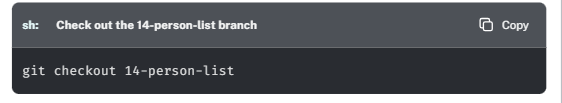 sh: Check out the 14-person-list branch Copy
git checkout 14-person-list